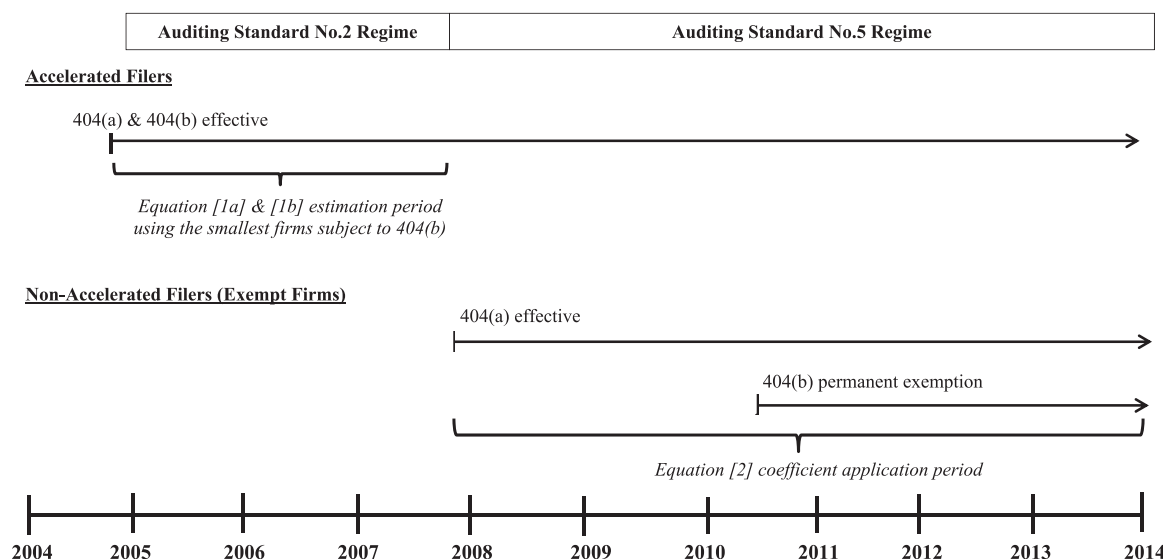 Auditing Standard No.2 Regime
Auditing Standard No.5 Regime
Accelerated Filers
404(a) & 404(b) effective
Equation [1a] & [1b] estimation period
using the smallest firms subject to 404(b)
Non-Accelerated Filers (Exempt Firms)
404(a) effective
404(b) permanent exemption
Equation [2] coefficient application period
2004 2005 2006 2007 2008 2009 2010 2011 2012 2013 2014